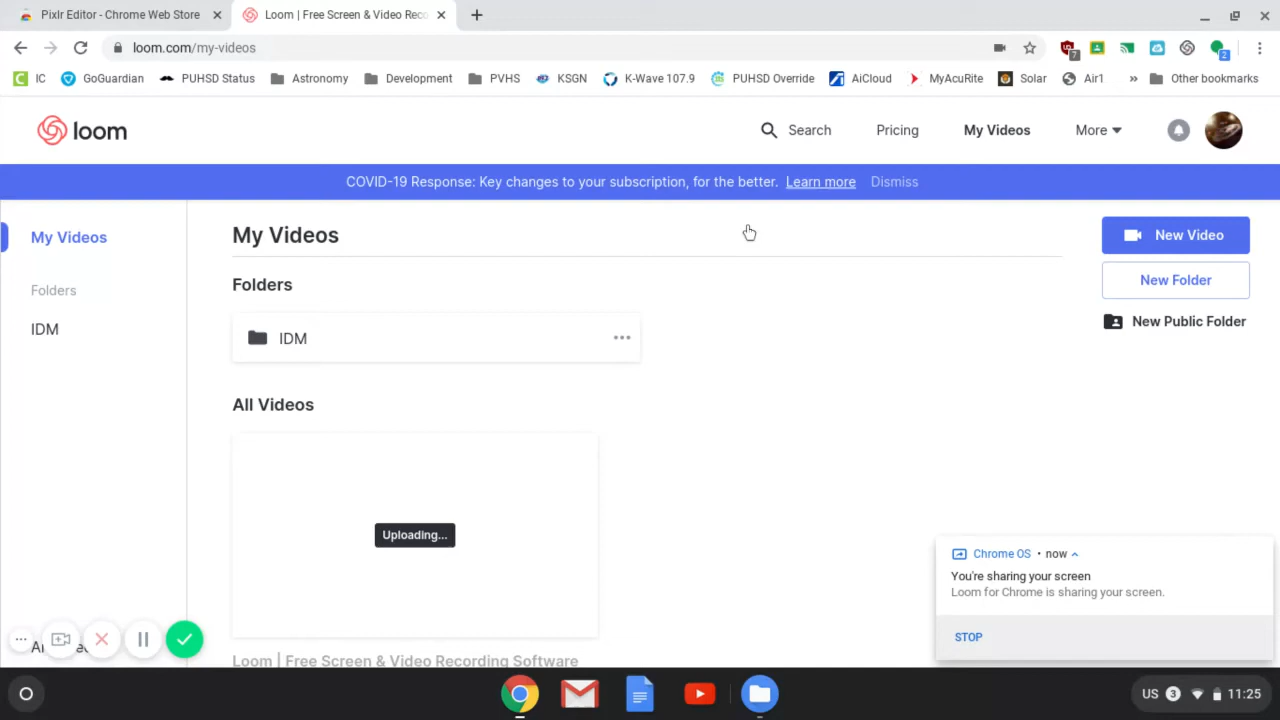 Pixlr Editor - Chrome Web Store
Loom | Free Screen & Video Reco
loom.com/my-videos
7
2
IC
GoGuardian
PUHSD Status
Astronomy
Development
PVHS
KSGN
K-Wave 107.9
PUHSD Override
AiCloud
MyAcuRite
Solar
Air1
»
Other bookmarks
loom
Search
Pricing
My Videos
More
COVID-19 Response: Key changes to your subscription, for the better. Learn more Dismiss
My Videos
Folders
IDM
My Videos
Folders
IDM
All Videos
Uploading...
Loom | Free Screen & Video Recording Software
New Video
New Folder
New Public Folder
Chrome OS • now
You're sharing your screen
Loom for Chrome is sharing your screen.
STOP
US 3 11:25